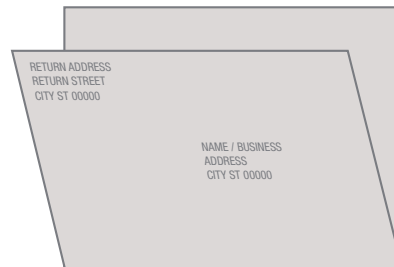 RETURN ADDRESS
RETURN STREET
CITY ST 00000
NAME / BUSINESS
ADDRESS
CITY ST 00000